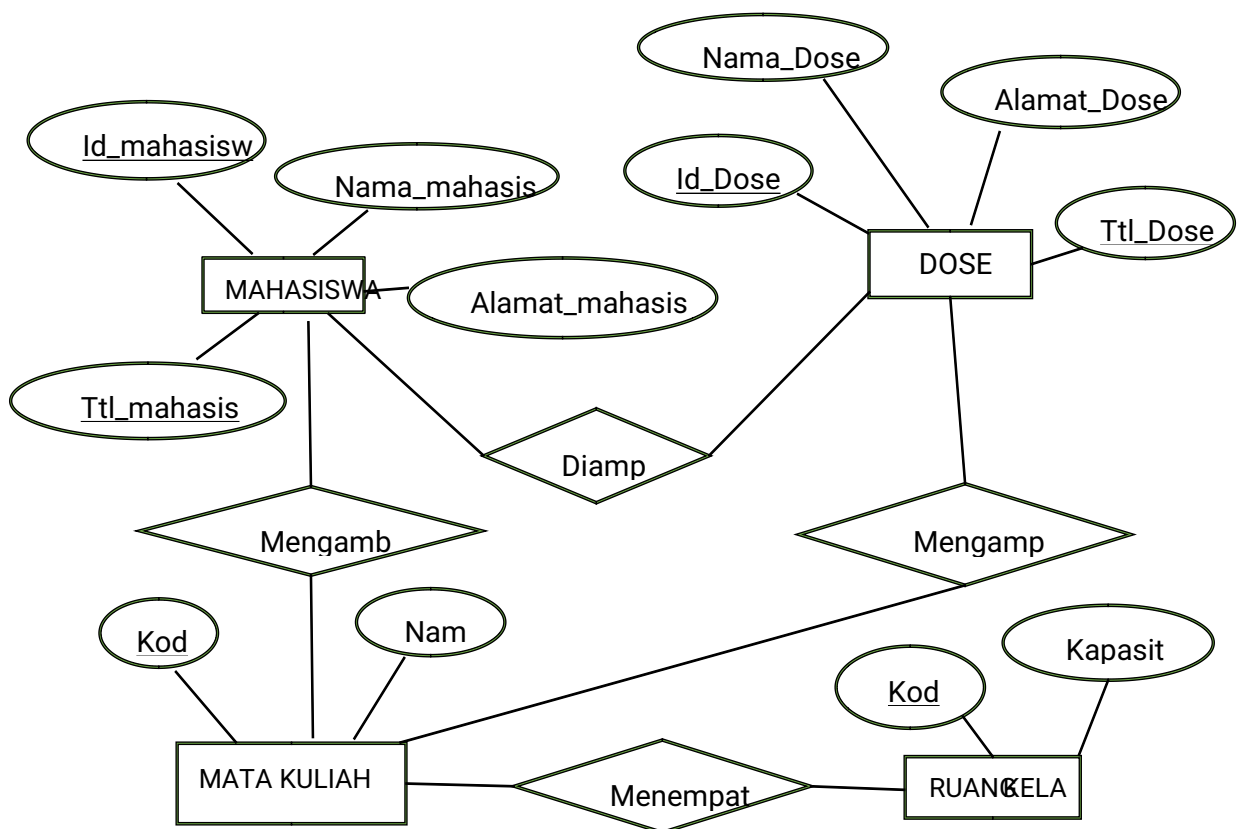 Nama_Dose
Alamat_Dose
Id_mahasisw
Nama_mahasis
Id_Dose
Ttl_Dose
DOSE
MAHASISWA
Alamat_mahasis
Ttl_mahasis
Diamp
Mengamb
Mengamp
Kod
Nam
Kapasit
Kod
MATA KULIAH
Menempat
RUANG KELA